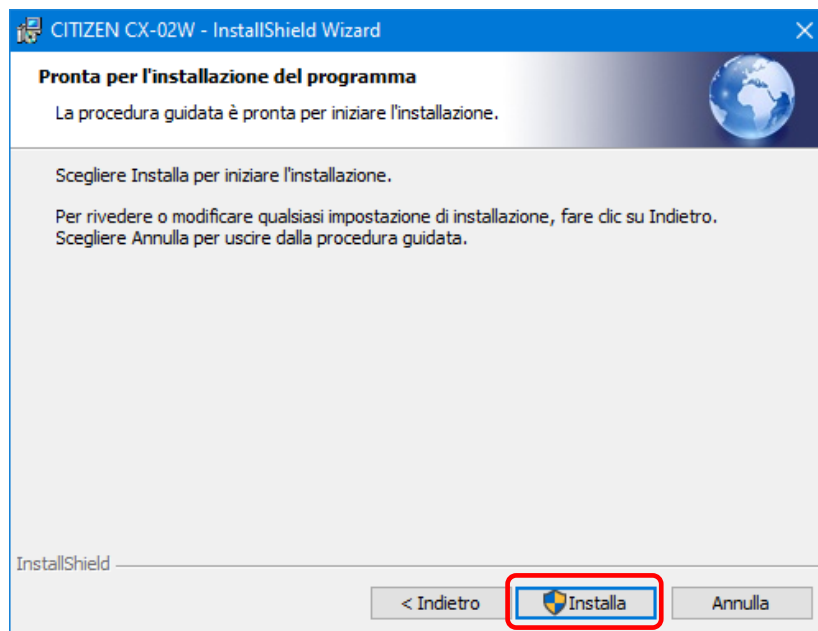 CITIZEN CX-02W - InstallShield Wizard
Pronta per l'installazione del programma
La procedura guidata è pronta per iniziare l'installazione.
Scegliere Installa per iniziare l'installazione.
Per rivedere o modificare qualsiasi impostazione di installazione, fare clic su Indietro.
Scegliere Annulla per uscire dalla procedura guidata.
InstallShield
< Indietro
Installa
Annulla